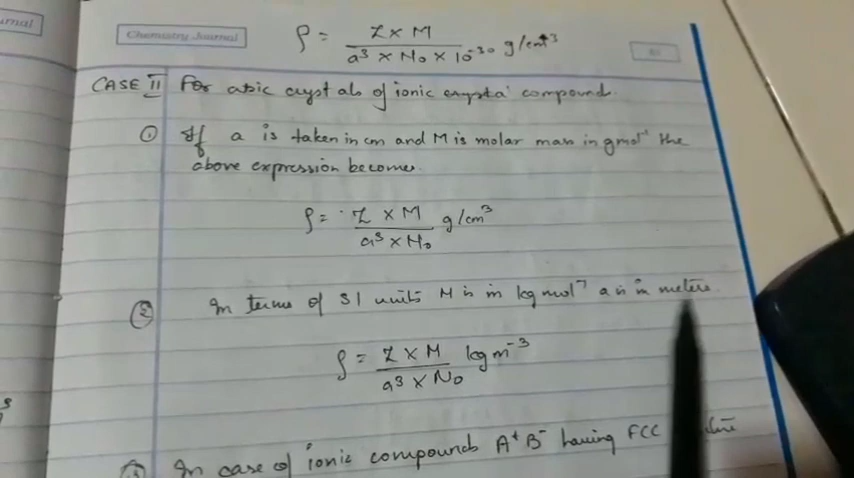 urnal
Chemistry Journal
ρ = Z × M / a³ × N₀ × 10⁻³⁰ g/cm³
CASE II For cubic crystals of ionic crystal compound.
① If a is taken in cm and M is molar mass in g mol⁻¹ the
above expression becomes.
ρ = Z × M / a³ × N₀ g/cm³
② In terms of SI units M is in kg mol⁻¹ a is in meters.
ρ = Z × M / a³ × N₀ kg m⁻³
③ In case of ionic compound A⁺ B⁻ having FCC